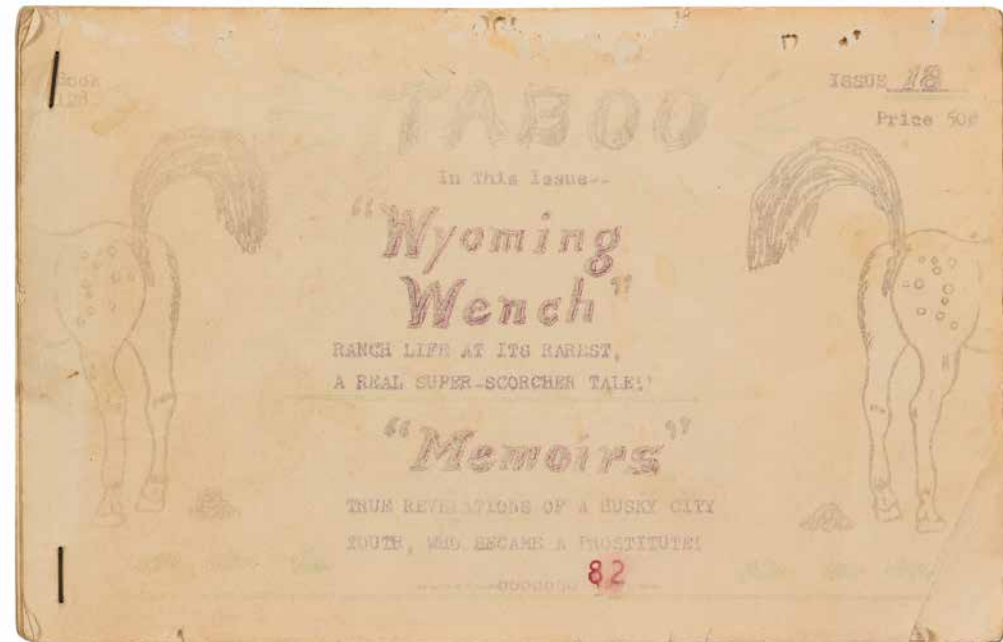 Book
128
ISSUE 18
Price 50¢
TABOO
In This Issue--
"Wyoming
Wench"
RANCH LIFE AT ITS RAREST,
A REAL SUPER-SCORCHER TALE!'
"Memoirs"
TRUE REVELATIONS OF A HUSKY CITY
YOUTH, WHO BECAME A PROSTITUTE!
82